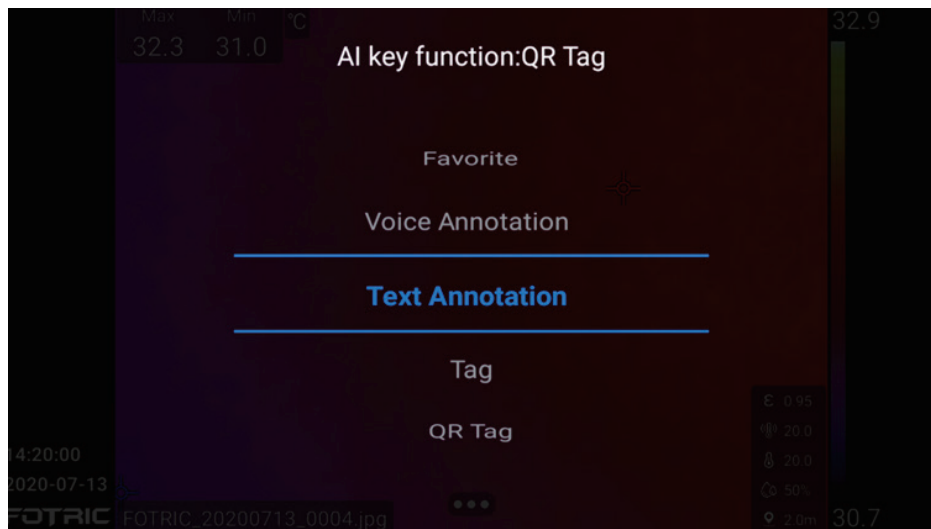 Max Min ℃
32.3 31.0
32.9
AI key function:QR Tag
Favorite
Voice Annotation
Text Annotation
Tag
QR Tag
ε 0.95
20.0
20.0
50%
2.0m
30.7
14:20:00
2020-07-13
FOTRIC
FOTRIC_20200713_0004.jpg